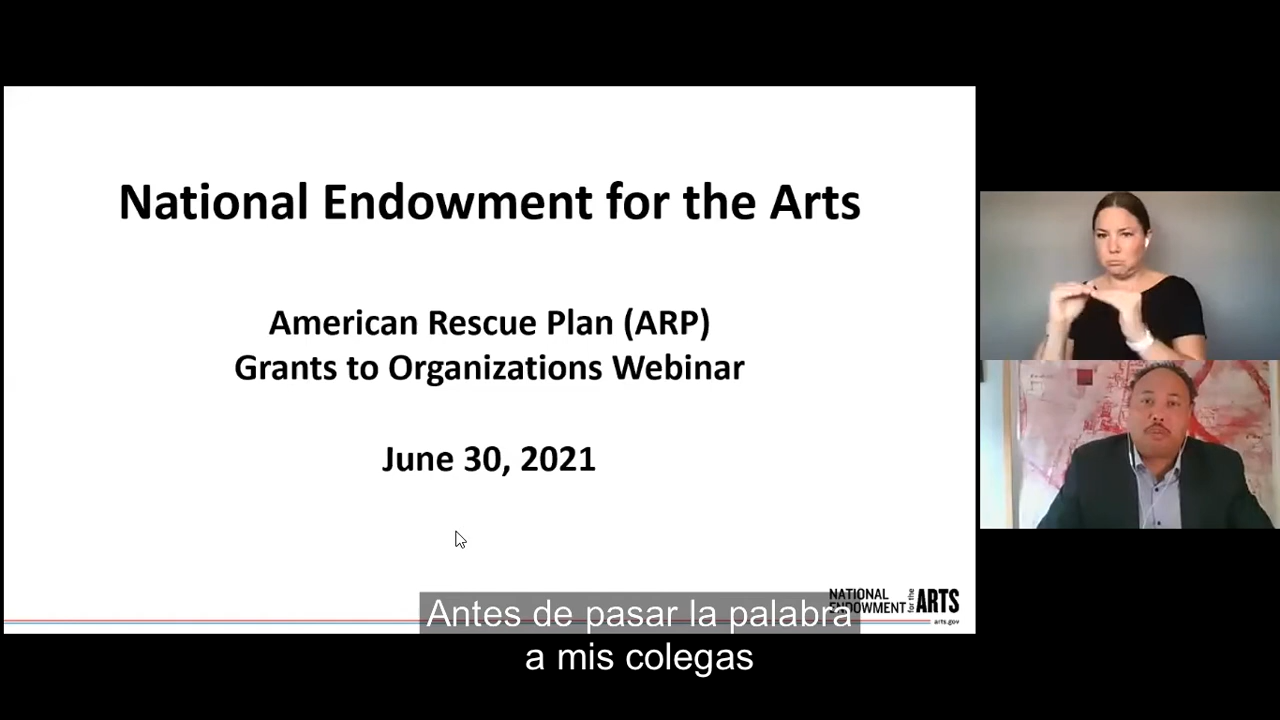 National Endowment for the Arts
American Rescue Plan (ARP)
Grants to Organizations Webinar
June 30, 2021
NATIONAL
ENDOWMENT for the ARTS
arts.gov
Antes de pasar la palabra
a mis colegas